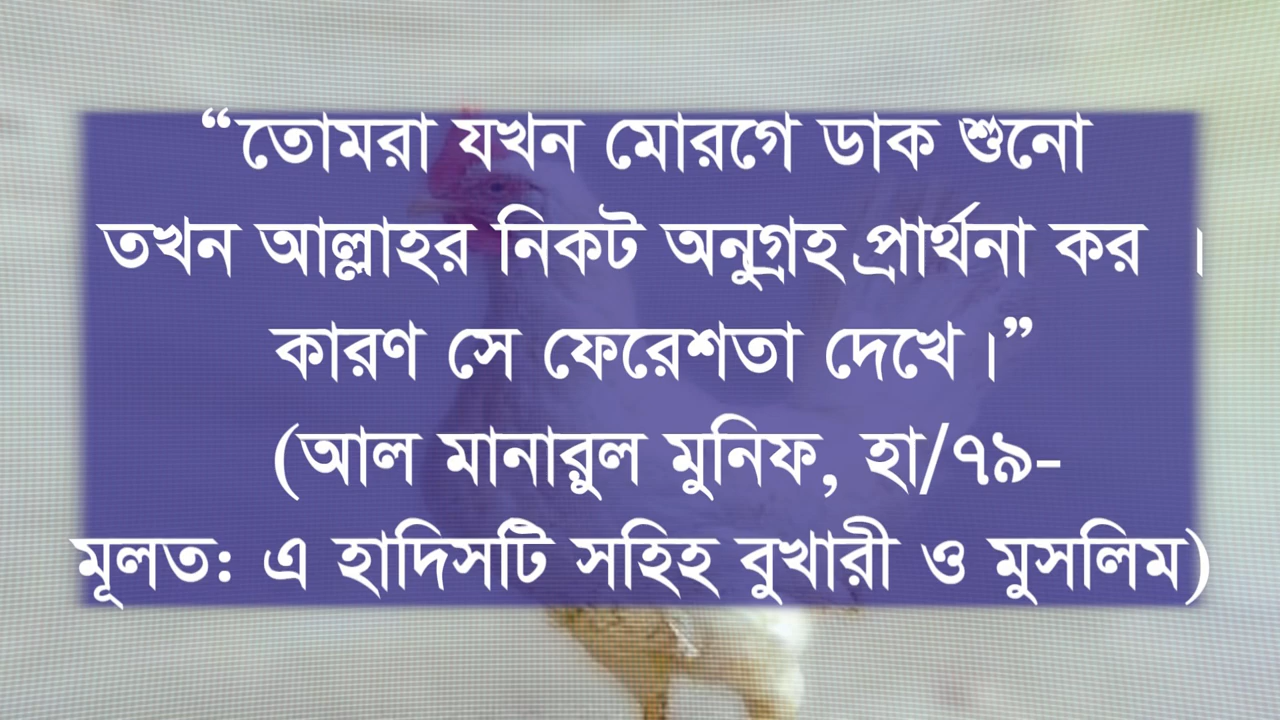 “তোমরা যখন মোরগে ডাক শুনো
তখন আল্লাহর নিকট অনুগ্রহ প্রার্থনা কর ।
কারণ সে ফেরেশতা দেখে।”
(আল মানারুল মুনিফ, হা/৭৯-
মূলত: এ হাদিসটি সহিহ বুখারী ও মুসলিম)